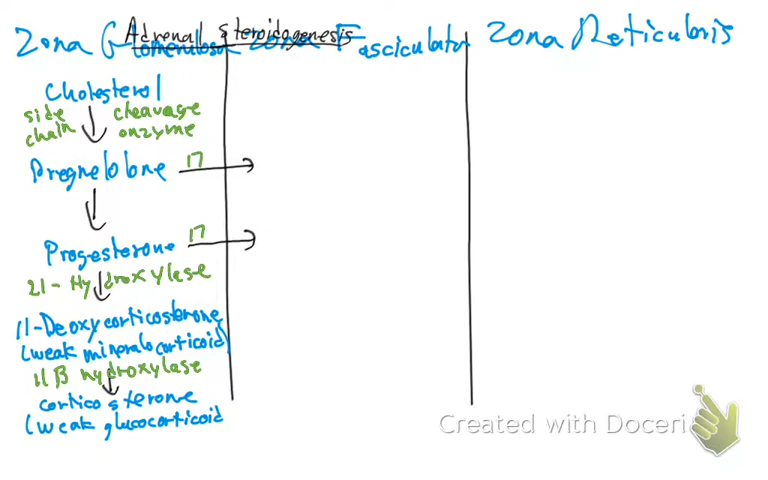 Adrenal steroidogenesis
Zona Glomerulosa Zona Fasciculata Zona Reticularis
Cholesterol
side chain cleavage enzyme
Pregnelolone 17
Progesterone 17
21-Hydroxylase
11-Deoxycorticosterone
(weak mineralocorticoid)
11 β hydroxylase
corticosterone
(weak glucocorticoid
Created with Doceri